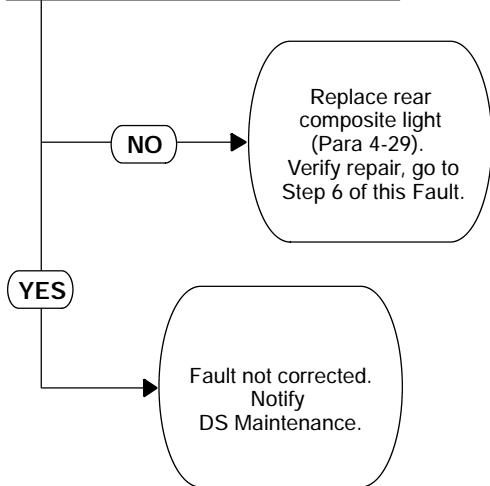 NO
Replace rear
composite light
(Para 4-29).
Verify repair, go to
Step 6 of this Fault.
YES
Fault not corrected.
Notify
DS Maintenance.